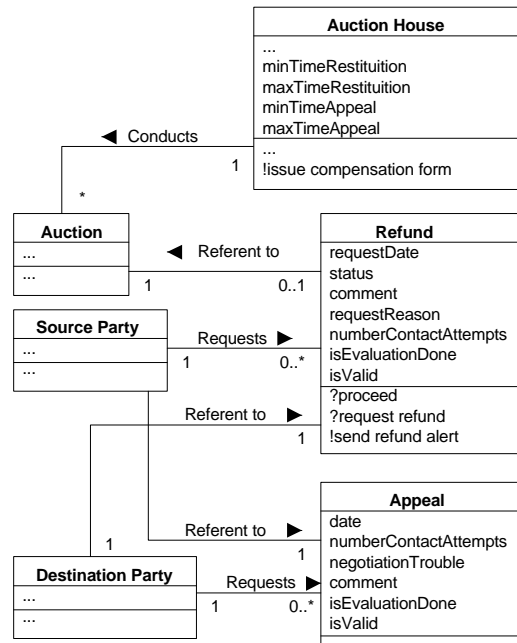 Auction House
...
minTimeRestituition
maxTimeRestituition
minTimeAppeal
maxTimeAppeal
...
!issue compensation form
Conducts
1
*
Auction
...
...
Referent to
1
0..1
Refund
requestDate
status
comment
requestReason
numberContactAttempts
isEvaluationDone
isValid
?proceed
?request refund
!send refund alert
Source Party
...
...
Requests
1
0..*
Referent to
1
1
Referent to
1
Appeal
date
numberContactAttempts
negotiationTrouble
comment
isEvaluationDone
isValid
Destination Party
...
...
Requests
1
0..*